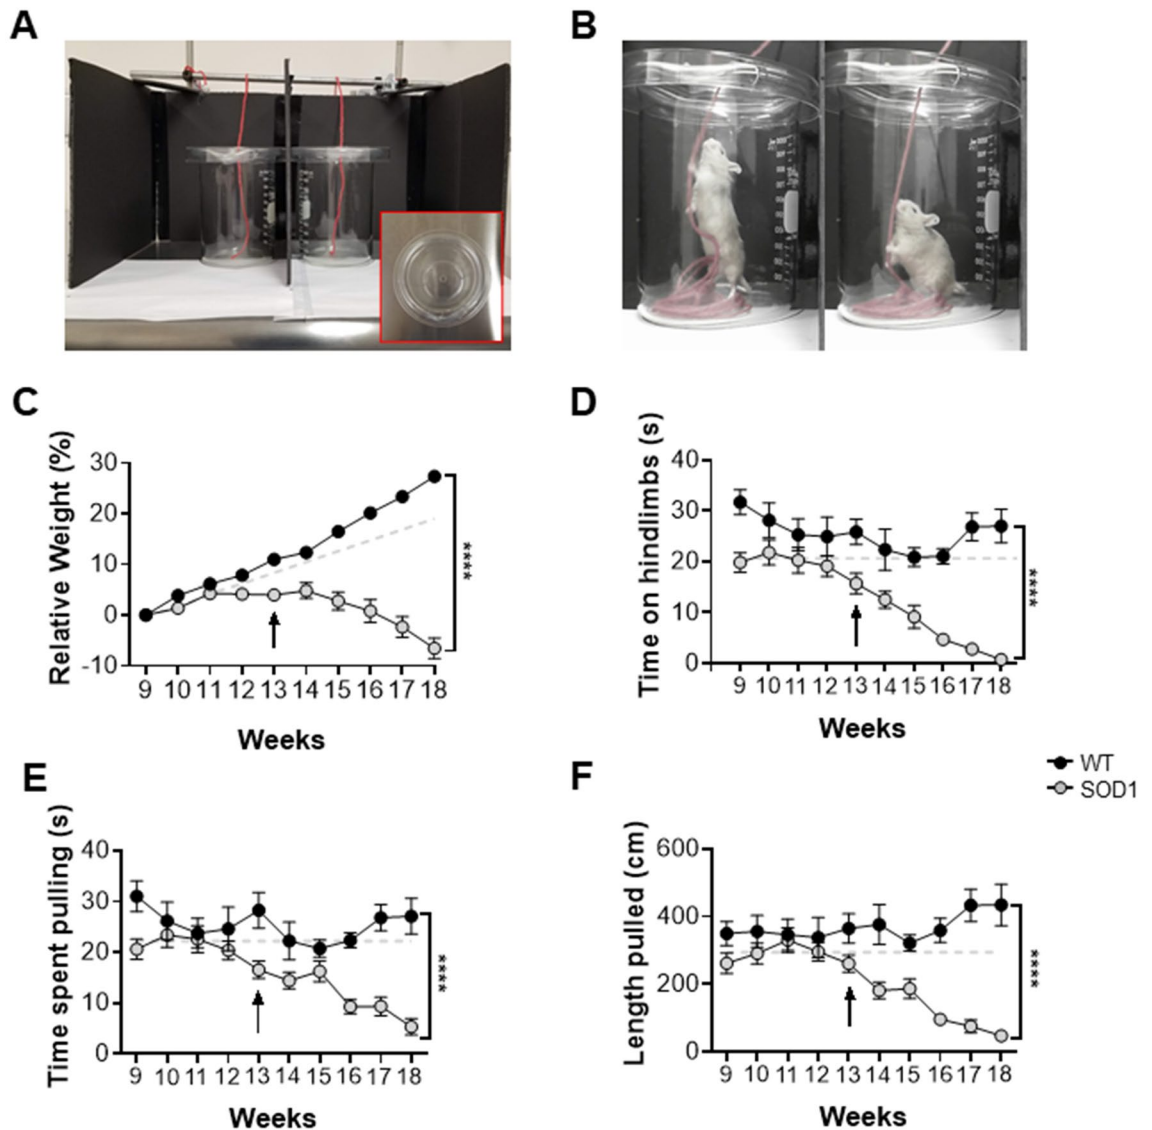 A
B
C
Relative Weight (%)
30
20
10
0
-10
9 10 11 12 13 14 15 16 17 18
Weeks
****
D
Time on hindlimbs (s)
40
30
20
10
0
9 10 11 12 13 14 15 16 17 18
Weeks
****
WT
SOD1
E
Time spent pulling (s)
40
30
20
10
0
9 10 11 12 13 14 15 16 17 18
Weeks
****
F
Length pulled (cm)
600
400
200
0
9 10 11 12 13 14 15 16 17 18
Weeks
****